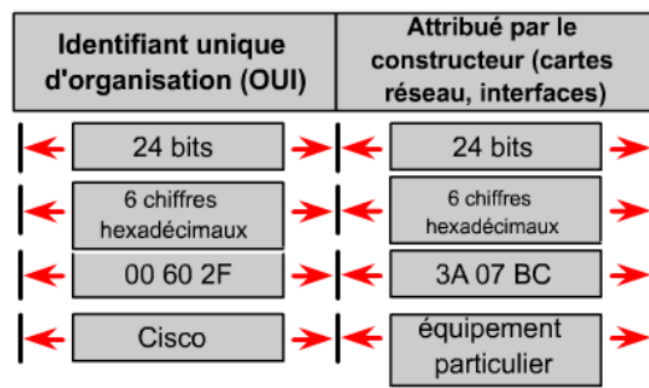 Identifiant unique
d'organisation (OUI)
Attribué par le
constructeur (cartes
réseau, interfaces)
24 bits
24 bits
6 chiffres
hexadécimaux
6 chiffres
hexadécimaux
00 60 2F
3A 07 BC
Cisco
équipement
particulier